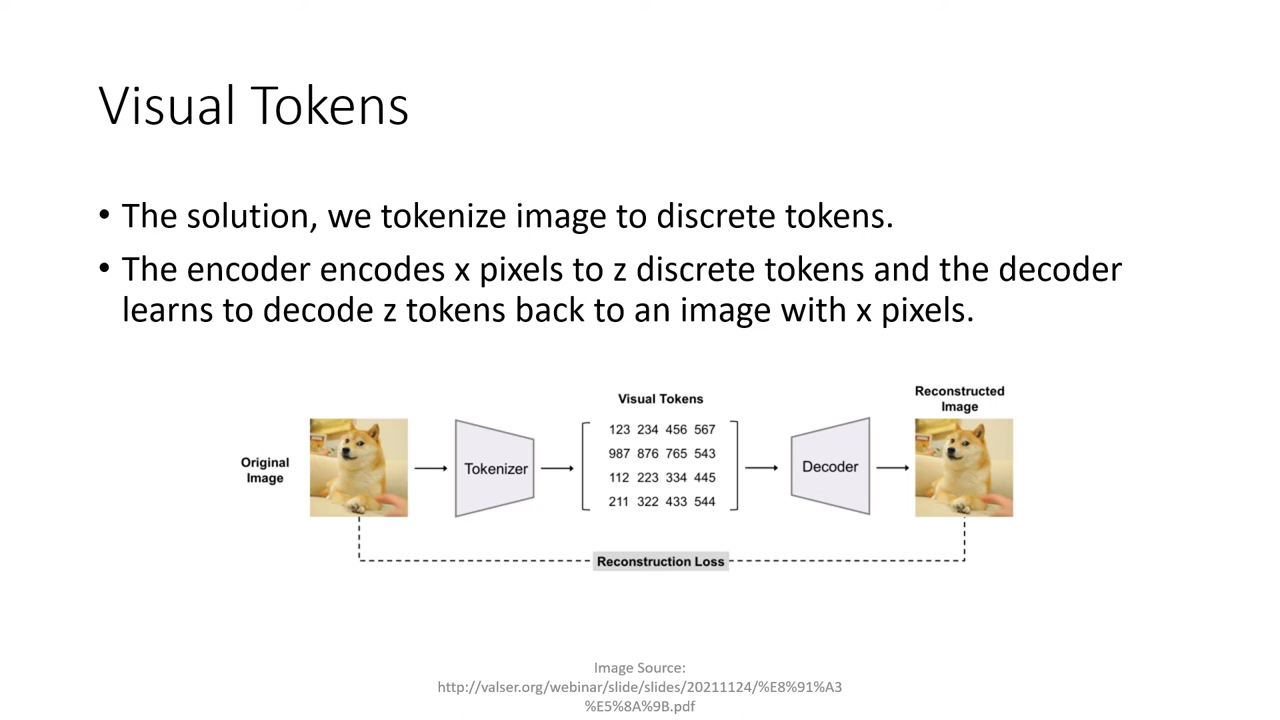 Visual Tokens
• The solution, we tokenize image to discrete tokens.
• The encoder encodes x pixels to z discrete tokens and the decoder
learns to decode z tokens back to an image with x pixels.
Original
Image
Tokenizer
Visual Tokens
123 234 456 567
987 876 765 543
112 223 334 445
211 322 433 544
Decoder
Reconstructed
Image
Reconstruction Loss
Image Source:
http://valser.org/webinar/slide/slides/20211124/%E8%91%A3
%E5%8A%9B.pdf